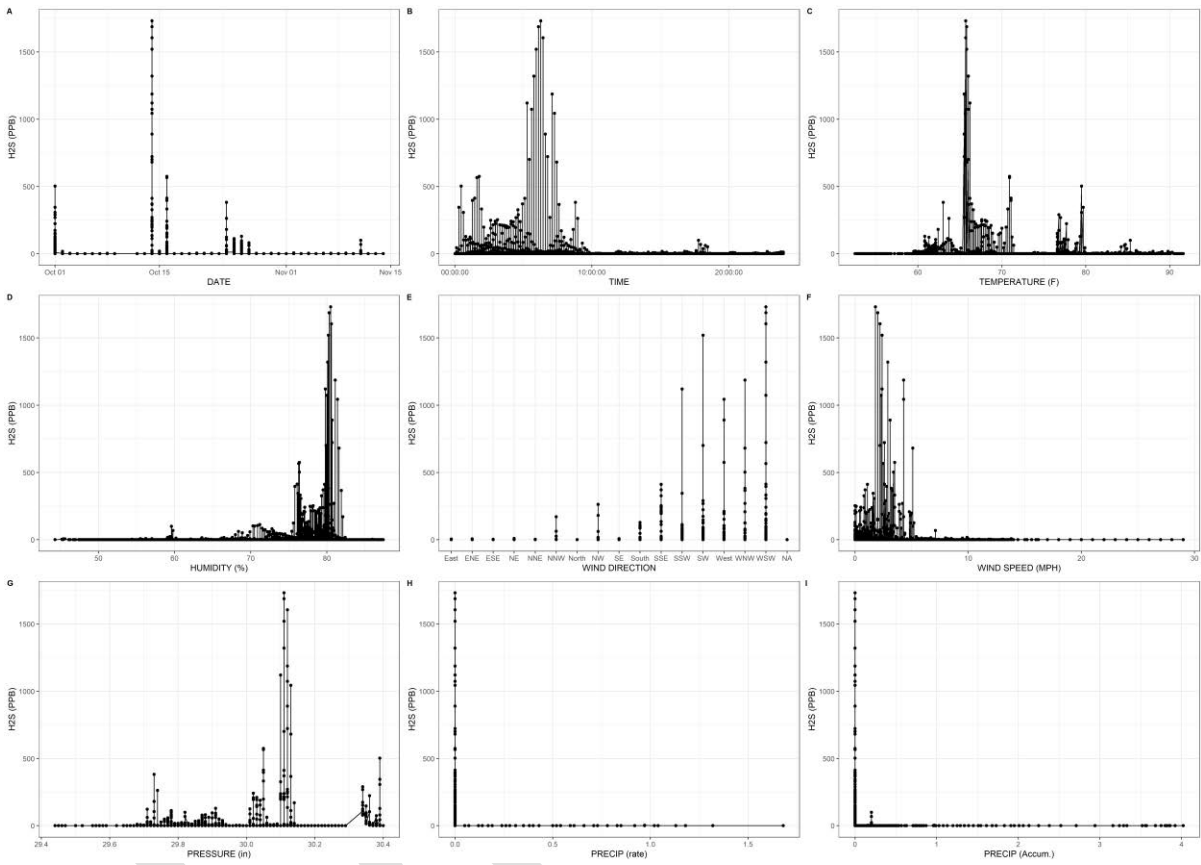 A
H2S (PPB)
1500
1000
500
0
Oct 01 Oct 15 Nov 01 Nov 15
DATE
B
H2S (PPB)
1500
1000
500
0
00:00:00 10:00:00 20:00:00
TIME
C
H2S (PPB)
1500
1000
500
0
60 70 80 90
TEMPERATURE (F)
D
H2S (PPB)
1500
1000
500
0
50 60 70 80
HUMIDITY (%)
E
H2S (PPB)
1500
1000
500
0
East ENE ESE NE NNE NNW North NW SE South SSE SSW SW West WNW WSW NA
WIND DIRECTION
F
H2S (PPB)
1500
1000
500
0
0 10 20 30
WIND SPEED (MPH)
G
H2S (PPB)
1500
1000
500
0
29.4 29.6 29.8 30.0 30.2 30.4
PRESSURE (in)
H
H2S (PPB)
1500
1000
500
0
0.0 0.5 1.0 1.5
PRECIP (rate)
I
H2S (PPB)
1500
1000
500
0
0 1 2 3 4
PRECIP (Accum.)